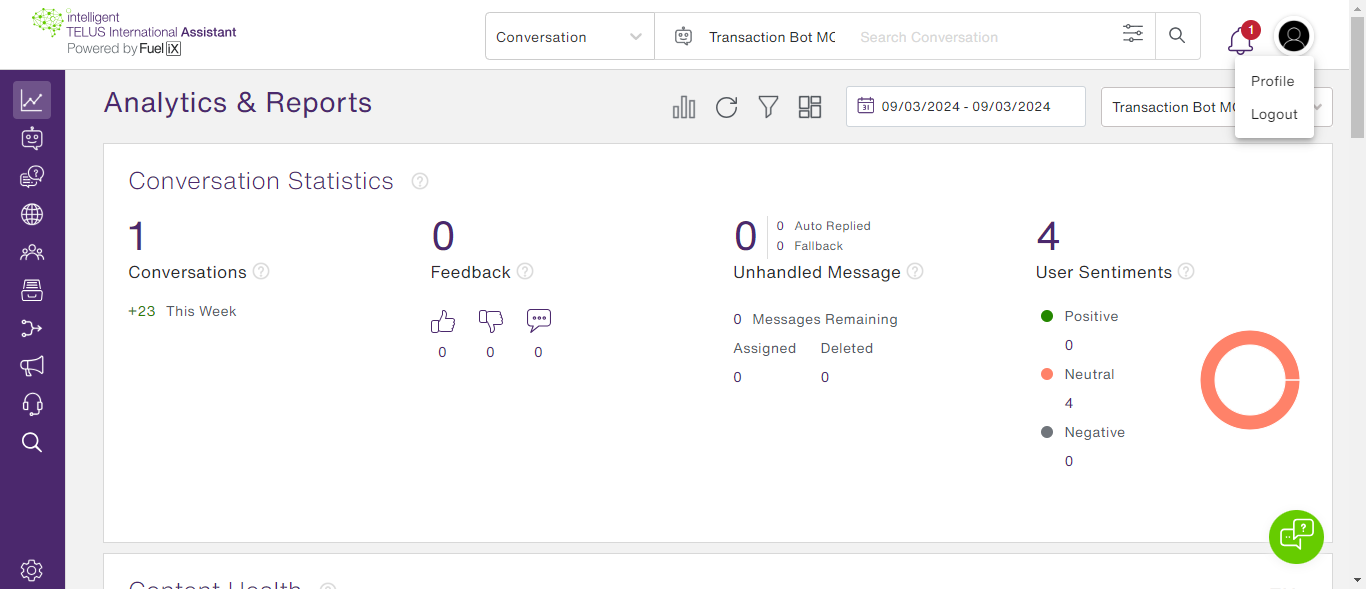 intelligent
TELUS International Assistant
Powered by Fuel iX
Conversation
Transaction Bot MC
Search Conversation
1
Profile
Logout
Analytics & Reports
31
09/03/2024 - 09/03/2024
Transaction Bot MC
Conversation Statistics ?
1
Conversations ?
+23 This Week
0
Feedback ?
0 0 0
0
0 Auto Replied
0 Fallback
Unhandled Message ?
0 Messages Remaining
Assigned Deleted
0 0
4
User Sentiments ?
Positive
0
Neutral
4
Negative
0
Content Health ?